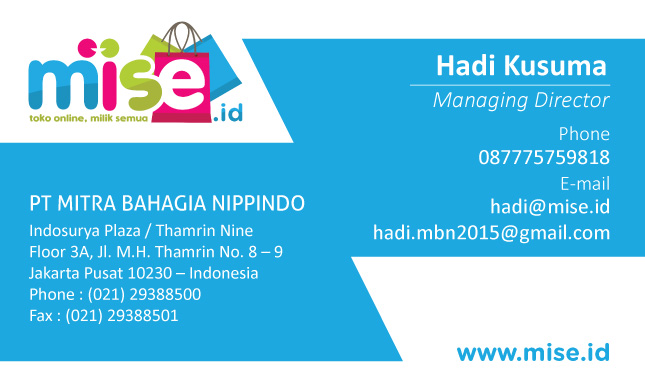 mise.id
toko online, milik semua
Hadi Kusuma
Managing Director
Phone
087775759818
E-mail
hadi@mise.id
hadi.mbn2015@gmail.com
PT MITRA BAHAGIA NIPPINDO
Indosurya Plaza / Thamrin Nine
Floor 3A, Jl. M.H. Thamrin No. 8 – 9
Jakarta Pusat 10230 – Indonesia
Phone : (021) 29388500
Fax : (021) 29388501
www.mise.id